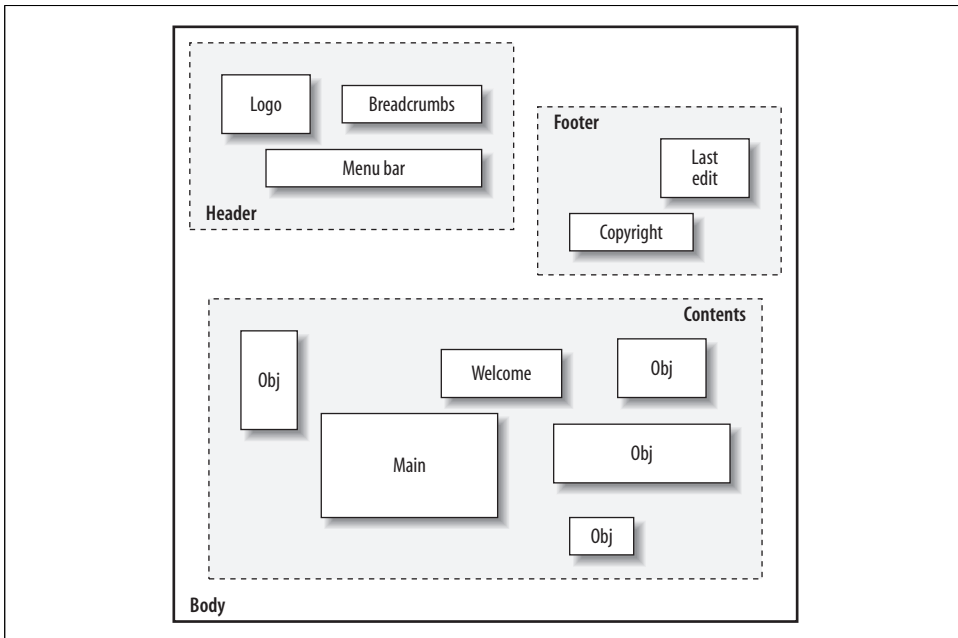 Logo
Breadcrumbs
Menu bar
Header
Footer
Last
edit
Copyright
Contents
Obj
Welcome
Obj
Main
Obj
Obj
Body